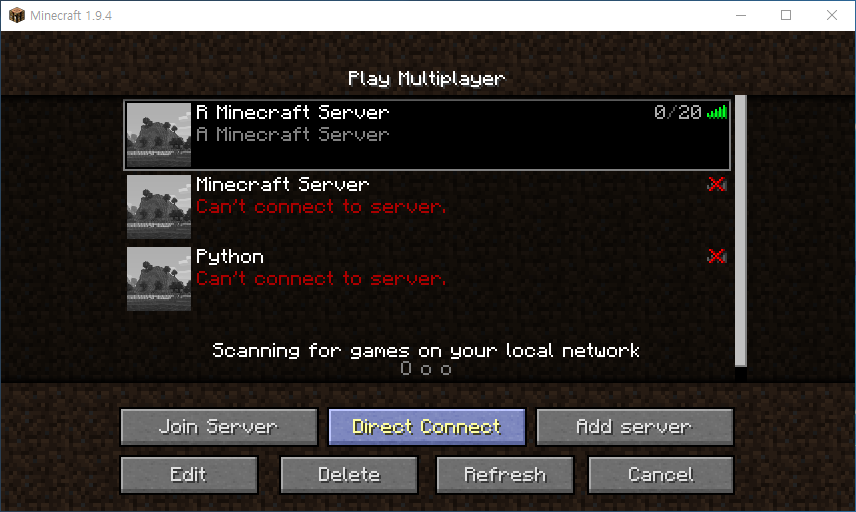 Minecraft 1.9.4
Play Multiplayer
R Minecraft Server 0/20
A Minecraft Server
Minecraft Server
Can't connect to server.
Python
Can't connect to server.
Scanning for games on your local network
O o o
Join Server Direct Connect Add server
Edit Delete Refresh Cancel